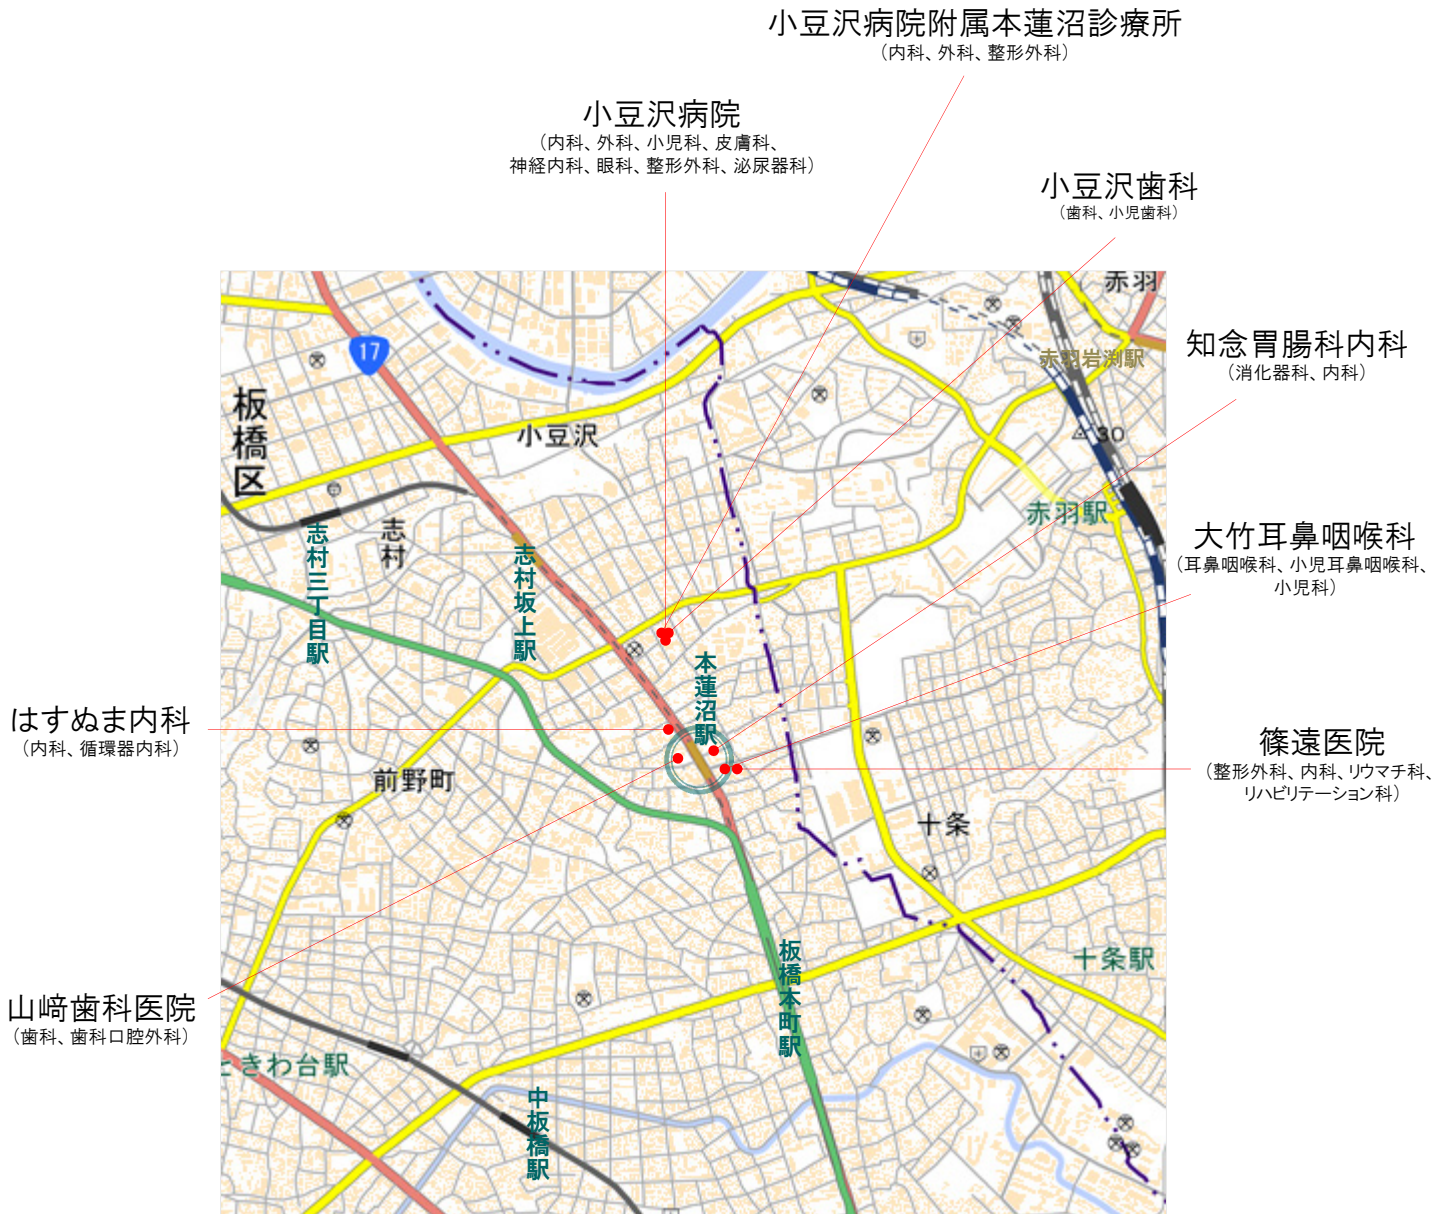 小豆沢病院附属本蓮沼診療所
（内科、外科、整形外科）
小豆沢病院
（内科、外科、小児科、皮膚科、
神経内科、眼科、整形外科、泌尿器科）
小豆沢歯科
（歯科、小児歯科）
赤羽
知念胃腸科内科
（消化器科、内科）
17
赤羽岩渕駅
板橋区
小豆沢
30
赤羽駅
志村三丁目駅
志村
志村坂上駅
大竹耳鼻咽喉科
（耳鼻咽喉科、小児耳鼻咽喉科、
小児科）
本蓮沼駅
はすぬま内科
（内科、循環器内科）
前野町
篠遠医院
（整形外科、内科、リウマチ科、
リハビリテーション科）
十条
十条駅
板橋本町駅
山﨑歯科医院
（歯科、歯科口腔外科）
ときわ台駅
中板橋駅